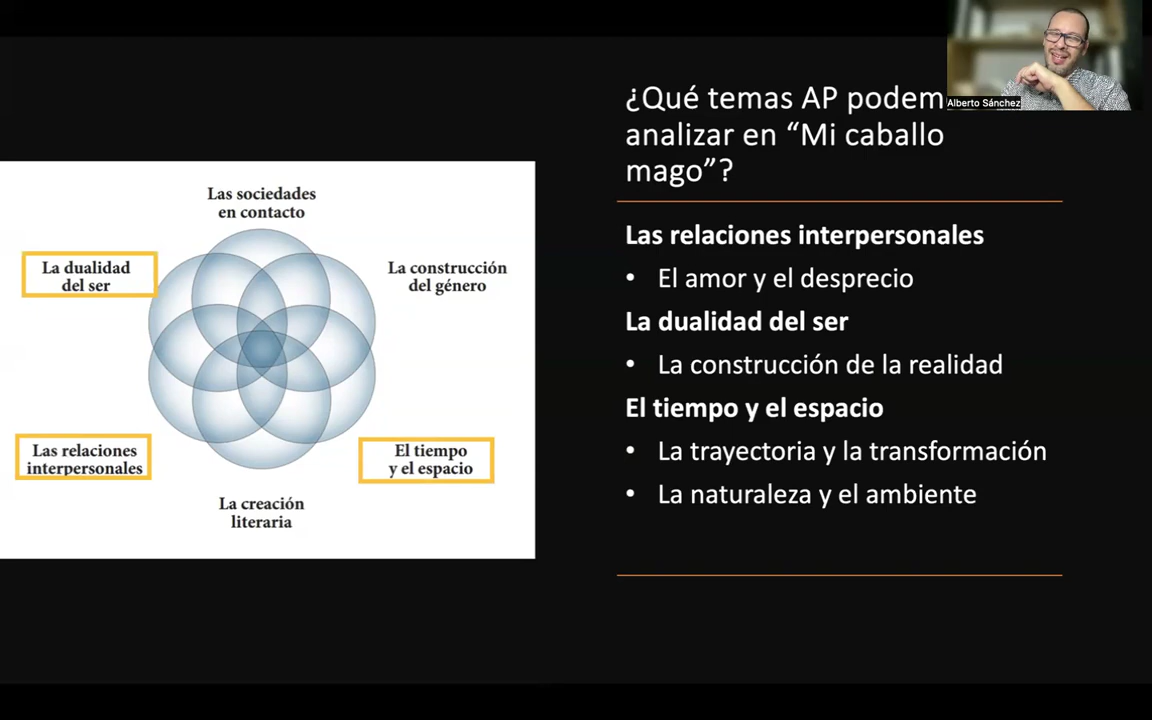 Alberto Sánchez
¿Qué temas AP podem
analizar en “Mi caballo
mago”?
Las sociedades
en contacto
La dualidad
del ser
La construcción
del género
Las relaciones
interpersonales
El tiempo
y el espacio
La creación
literaria
Las relaciones interpersonales
• El amor y el desprecio
La dualidad del ser
• La construcción de la realidad
El tiempo y el espacio
• La trayectoria y la transformación
• La naturaleza y el ambiente